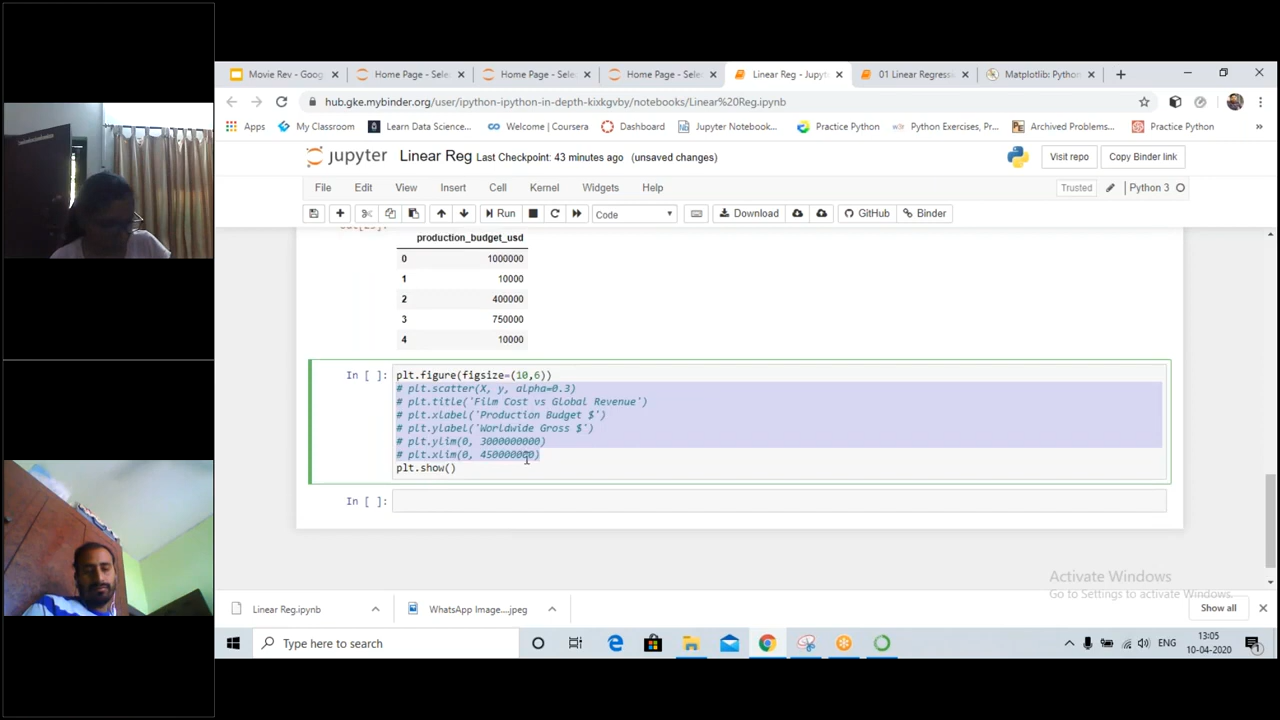 Movie Rev - Goog
Home Page - Sele
Home Page - Sele
Home Page - Sele
Linear Reg - Jupyt
01 Linear Regressi
Matplotlib: Python
hub.gke.mybinder.org/user/ipython-ipython-in-depth-kixkgvby/notebooks/Linear%20Reg.ipynb
Apps
My Classroom
Learn Data Science...
Welcome | Coursera
Dashboard
Jupyter Notebook...
Practice Python
Python Exercises, Pr...
Archived Problems...
Practice Python
jupyter
Linear Reg Last Checkpoint: 43 minutes ago (unsaved changes)
Visit repo
Copy Binder link
File
Edit
View
Insert
Cell
Kernel
Widgets
Help
Trusted
Python 3
Run
Code
Download
GitHub
Binder
production_budget_usd
0 1000000
1 10000
2 400000
3 750000
4 10000
In [ ]:
plt.figure(figsize=(10,6))
# plt.scatter(X, y, alpha=0.3)
# plt.title('Film Cost vs Global Revenue')
# plt.xlabel('Production Budget $')
# plt.ylabel('Worldwide Gross $')
# plt.ylim(0, 3000000000)
# plt.xlim(0, 450000000)
plt.show()
In [ ]:
Activate Windows
Go to Settings to activate Windows.
Linear Reg.ipynb
WhatsApp Image....jpeg
Show all
Type here to search
ENG
13:05
10-04-2020